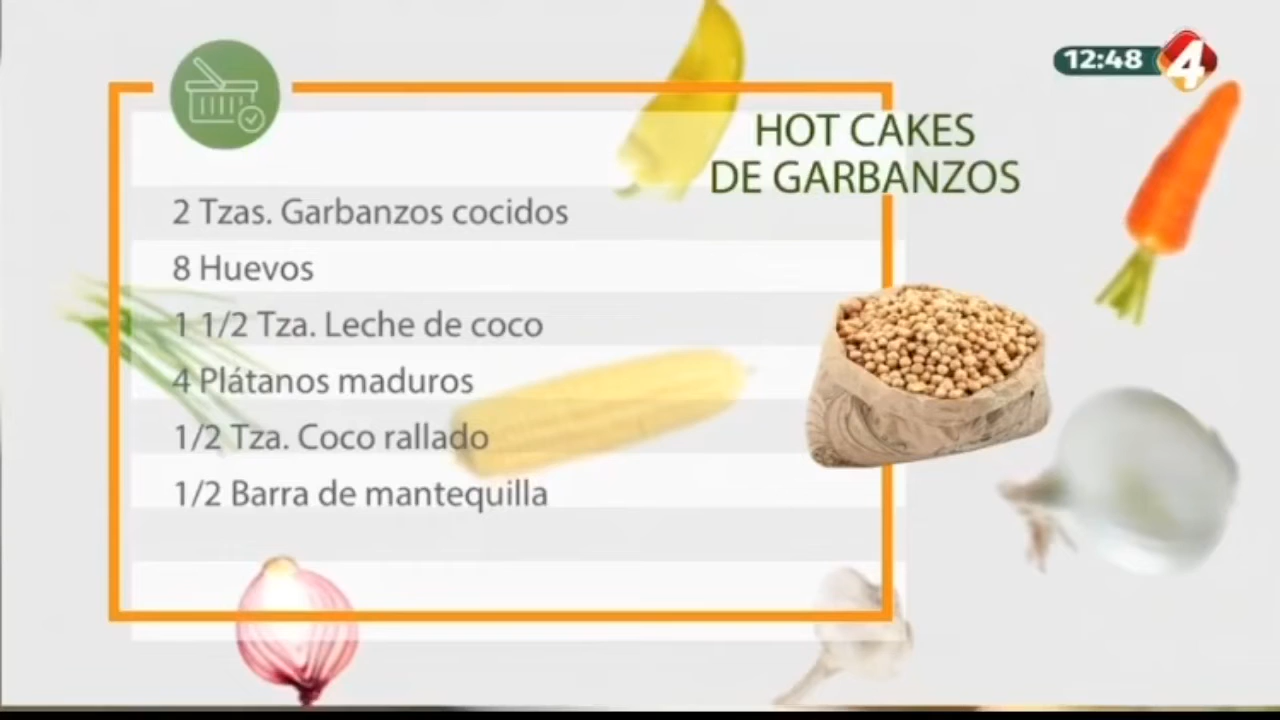 12:48
4
HOT CAKES
DE GARBANZOS
2 Tzas. Garbanzos cocidos
8 Huevos
1 1/2 Tza. Leche de coco
4 Plátanos maduros
1/2 Tza. Coco rallado
1/2 Barra de mantequilla